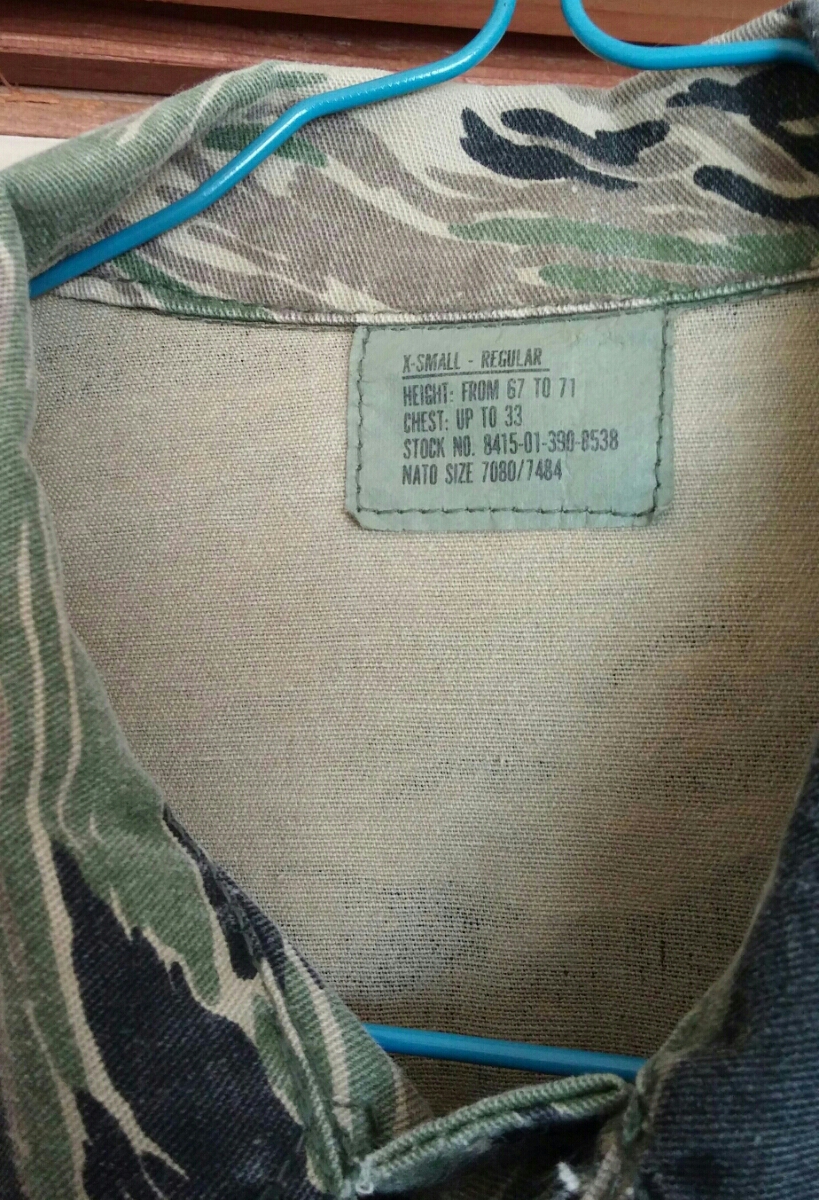 X-SMALL - REGULAR
HEIGHT: FROM 67 TO 71
CHEST: UP TO 33
STOCK NO. 8415-01-390-8538
NATO SIZE 7080/7484